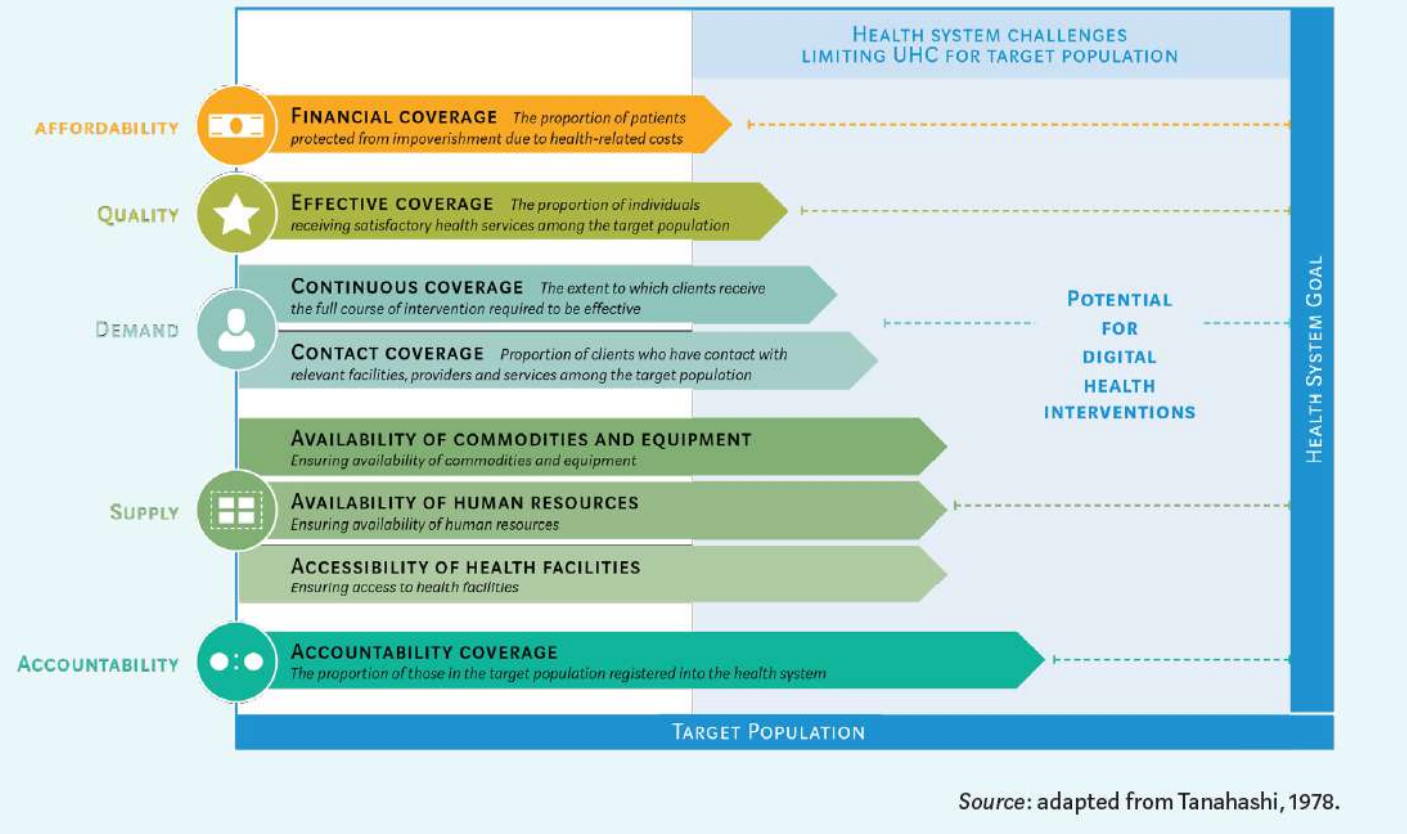 HEALTH SYSTEM CHALLENGES
LIMITING UHC FOR TARGET POPULATION
AFFORDABILITY
FINANCIAL COVERAGE The proportion of patients
protected from impoverishment due to health-related costs
QUALITY
EFFECTIVE COVERAGE The proportion of individuals
receiving satisfactory health services among the target population
DEMAND
CONTINUOUS COVERAGE The extent to which clients receive
the full course of intervention required to be effective
CONTACT COVERAGE Proportion of clients who have contact with
relevant facilities, providers and services among the target population
POTENTIAL
FOR
DIGITAL
HEALTH
INTERVENTIONS
SUPPLY
AVAILABILITY OF COMMODITIES AND EQUIPMENT
Ensuring availability of commodities and equipment
AVAILABILITY OF HUMAN RESOURCES
Ensuring availability of human resources
ACCESSIBILITY OF HEALTH FACILITIES
Ensuring access to health facilities
ACCOUNTABILITY
ACCOUNTABILITY COVERAGE
The proportion of those in the target population registered into the health system
HEALTH SYSTEM GOAL
TARGET POPULATION
Source: adapted from Tanahashi, 1978.